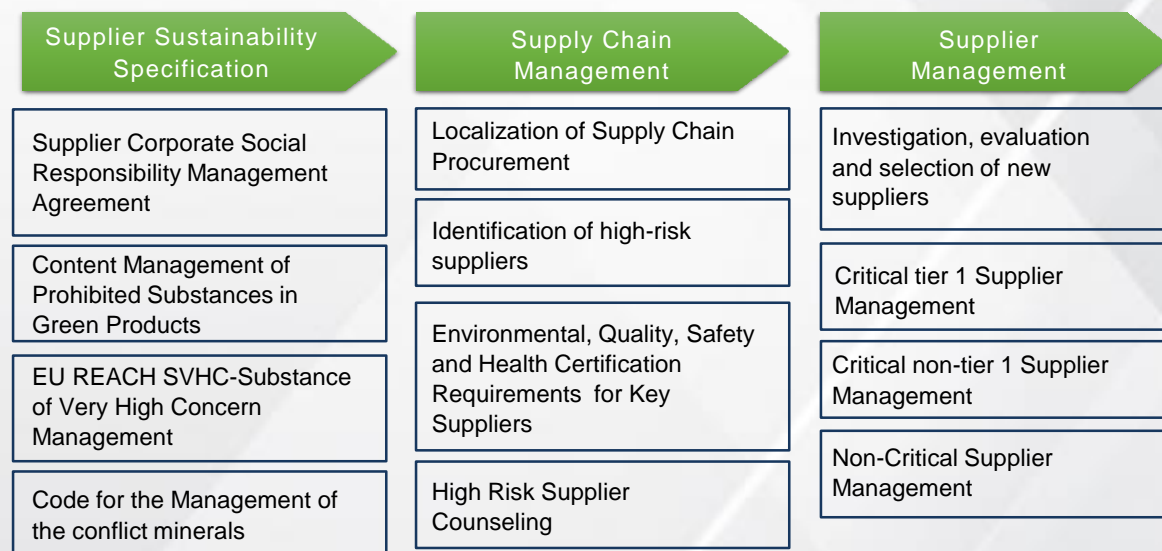 Supplier Sustainability
Specification
Supplier Corporate Social
Responsibility Management
Agreement
Content Management of
Prohibited Substances in
Green Products
EU REACH SVHC-Substance
of Very High Concern
Management
Code for the Management of
the conflict minerals
Supply Chain
Management
Localization of Supply Chain
Procurement
Identification of high-risk
suppliers
Environmental, Quality, Safety
and Health Certification
Requirements for Key
Suppliers
High Risk Supplier
Counseling
Supplier
Management
Investigation, evaluation
and selection of new
suppliers
Critical tier 1 Supplier
Management
Critical non-tier 1 Supplier
Management
Non-Critical Supplier
Management